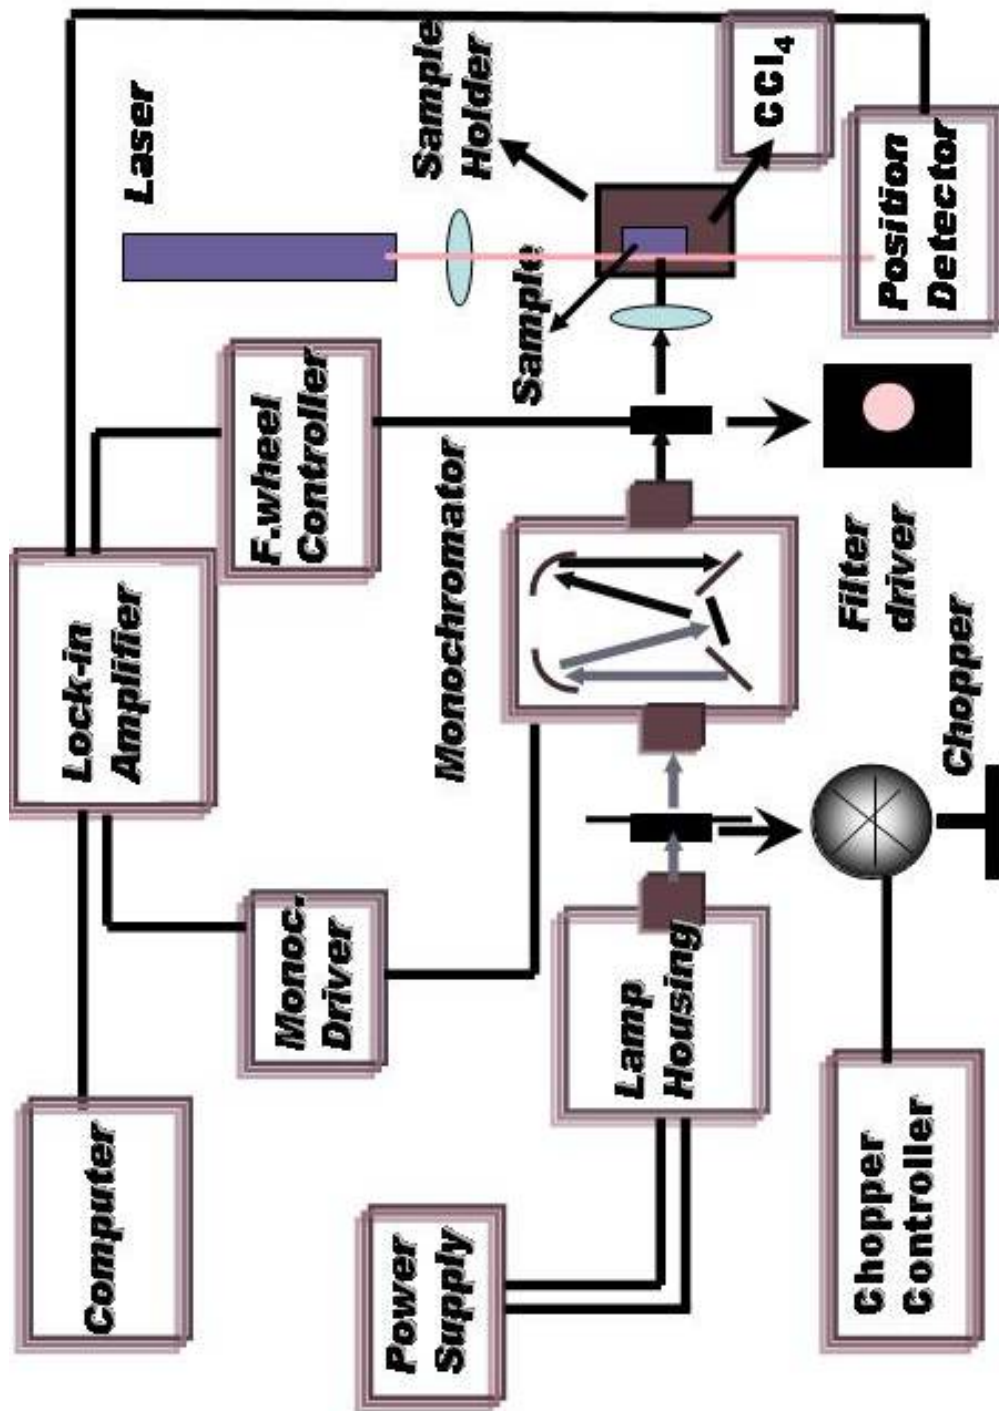 Computer
Lock-in
Amplifier
Laser
Monoc.
Driver
F.wheel
Controller
Sample
Holder
Power
Supply
Monochromator
Sample
Lamp
Housing
CCl4
Position
Detector
Chopper
Controller
Chopper
Filter
driver